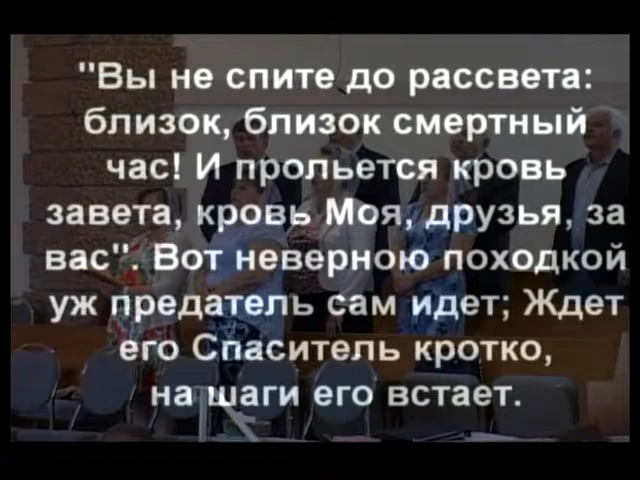 "Вы не спите до рассвета:
близок, близок смертный
час! И прольется кровь
завета, кровь Моя, друзья, за
вас". Вот неверною походкой
уж предатель сам идет; Ждет
его Спаситель кротко,
на шаги его встает.